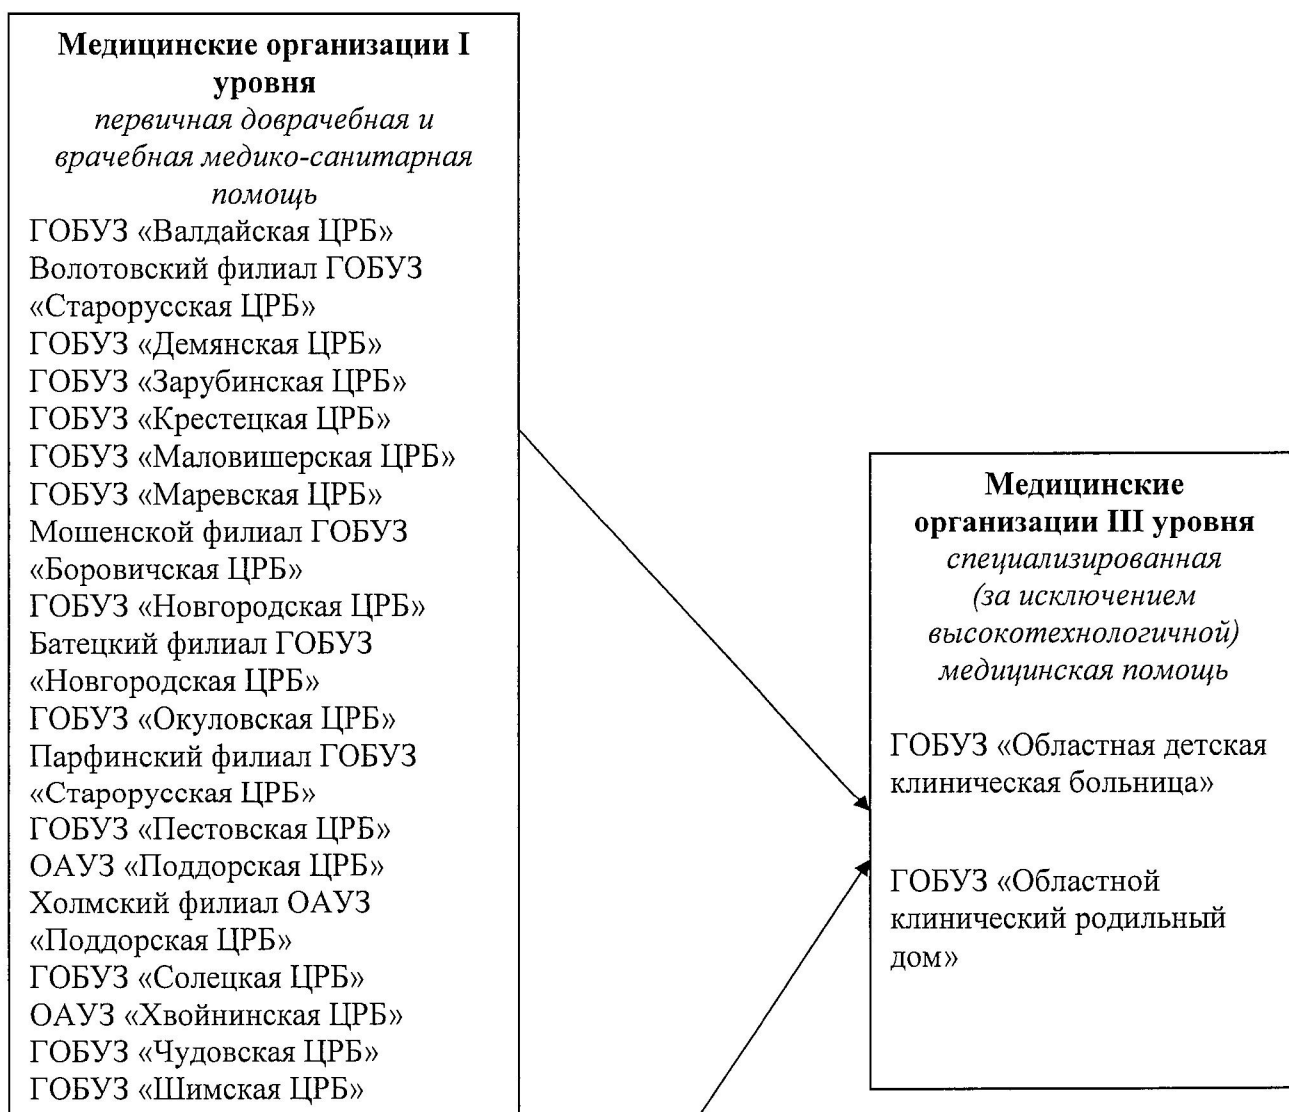 Медицинские организации I
уровня
первичная доврачебная и
врачебная медико-санитарная
помощь
ГОБУЗ «Валдайская ЦРБ»
Волотовский филиал ГОБУЗ
«Старорусская ЦРБ»
ГОБУЗ «Демянская ЦРБ»
ГОБУЗ «Зарубинская ЦРБ»
ГОБУЗ «Крестецкая ЦРБ»
ГОБУЗ «Маловишерская ЦРБ»
ГОБУЗ «Маревская ЦРБ»
Мошенской филиал ГОБУЗ
«Боровичская ЦРБ»
ГОБУЗ «Новгородская ЦРБ»
Батецкий филиал ГОБУЗ
«Новгородская ЦРБ»
ГОБУЗ «Окуловская ЦРБ»
Парфинский филиал ГОБУЗ
«Старорусская ЦРБ»
ГОБУЗ «Пестовская ЦРБ»
ОАУЗ «Поддорская ЦРБ»
Холмский филиал ОАУЗ
«Поддорская ЦРБ»
ГОБУЗ «Солецкая ЦРБ»
ОАУЗ «Хвойнинская ЦРБ»
ГОБУЗ «Чудовская ЦРБ»
ГОБУЗ «Шимская ЦРБ»
Медицинские
организации III уровня
специализированная
(за исключением
высокотехнологичной)
медицинская помощь
ГОБУЗ «Областная детская
клиническая больница»
ГОБУЗ «Областной
клинический родильный
дом»